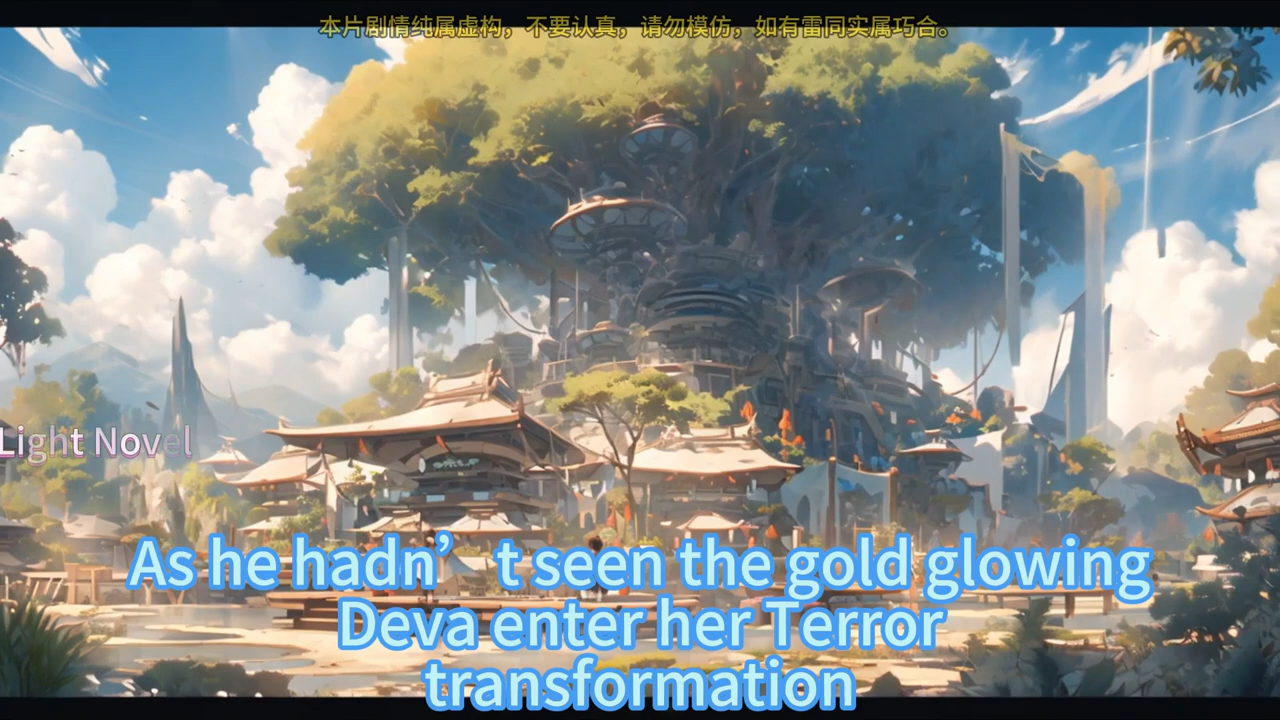 本片剧情纯属虚构，不要认真，请勿模仿，如有雷同实属巧合。
Light Novel
As he hadn’t seen the gold glowing
Deva enter her Terror
transformation